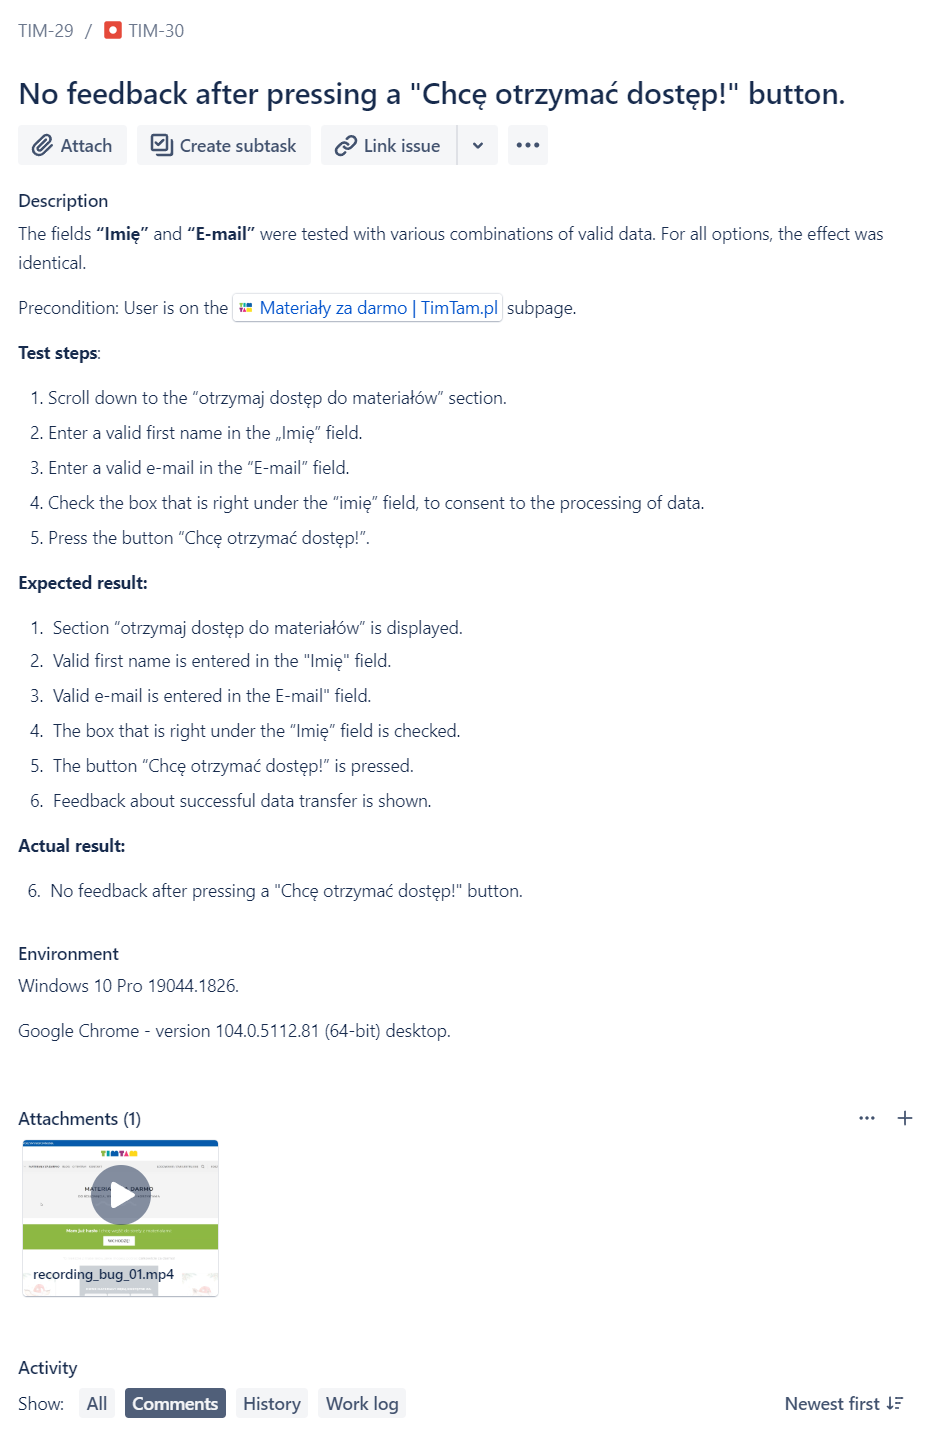 TIM-29 / TIM-30
No feedback after pressing a "Chcę otrzymać dostęp!" button.
Attach Create subtask Link issue
Description
The fields “Imię” and “E-mail” were tested with various combinations of valid data. For all options, the effect was
identical.
Precondition: User is on the Materiały za darmo | TimTam.pl subpage.
Test steps:
1. Scroll down to the “otrzymaj dostęp do materiałów” section.
2. Enter a valid first name in the „Imię” field.
3. Enter a valid e-mail in the “E-mail” field.
4. Check the box that is right under the “imię” field, to consent to the processing of data.
5. Press the button “Chcę otrzymać dostęp!”.
Expected result:
1. Section “otrzymaj dostęp do materiałów” is displayed.
2. Valid first name is entered in the "Imię" field.
3. Valid e-mail is entered in the E-mail" field.
4. The box that is right under the “Imię” field is checked.
5. The button “Chcę otrzymać dostęp!” is pressed.
6. Feedback about successful data transfer is shown.
Actual result:
6. No feedback after pressing a "Chcę otrzymać dostęp!" button.
Environment
Windows 10 Pro 19044.1826.
Google Chrome - version 104.0.5112.81 (64-bit) desktop.
Attachments (1)
TIMTAM
recording_bug_01.mp4
Activity
Show: All Comments History Work log Newest first